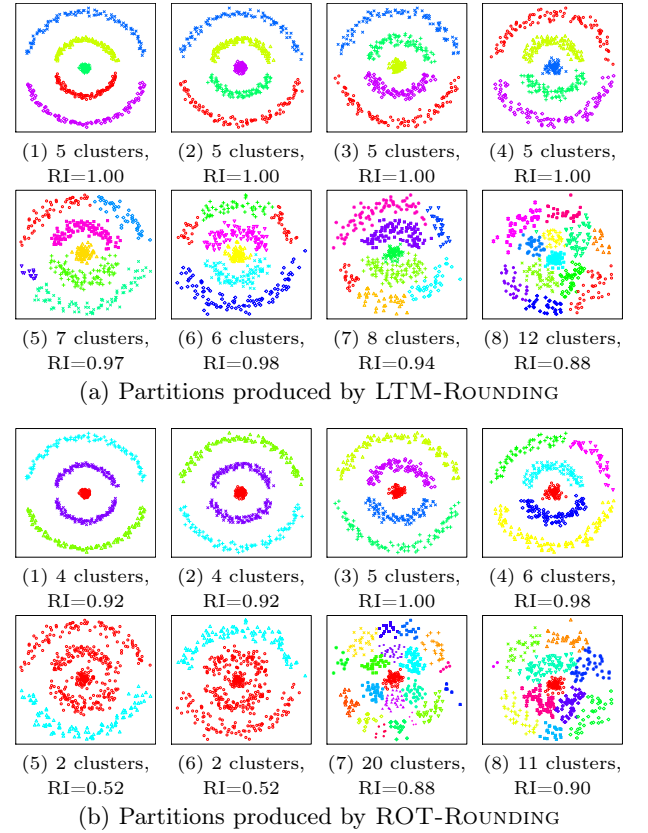 (1) 5 clusters, (2) 5 clusters, (3) 5 clusters, (4) 5 clusters,
RI=1.00 RI=1.00 RI=1.00 RI=1.00
(5) 7 clusters, (6) 6 clusters, (7) 8 clusters, (8) 12 clusters,
RI=0.97 RI=0.98 RI=0.94 RI=0.88
(a) Partitions produced by LTM-ROUNDING
(1) 4 clusters, (2) 4 clusters, (3) 5 clusters, (4) 6 clusters,
RI=0.92 RI=0.92 RI=1.00 RI=0.98
(5) 2 clusters, (6) 2 clusters, (7) 20 clusters, (8) 11 clusters,
RI=0.52 RI=0.52 RI=0.88 RI=0.90
(b) Partitions produced by ROT-ROUNDING